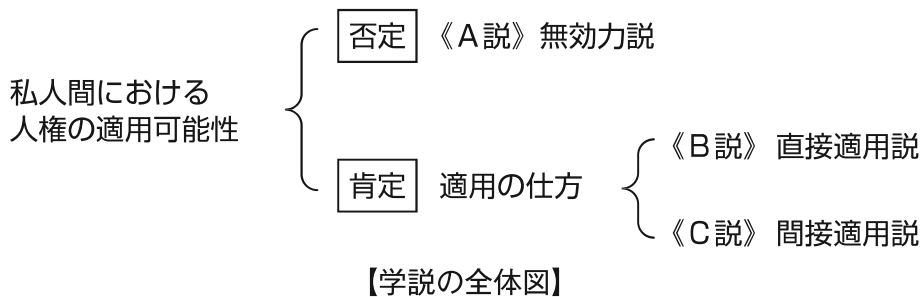 否定 《Ａ説》無効力説
私人間における
人権の適用可能性
《Ｂ説》 直接適用説
肯定 適用の仕方
《Ｃ説》 間接適用説
【学説の全体図】